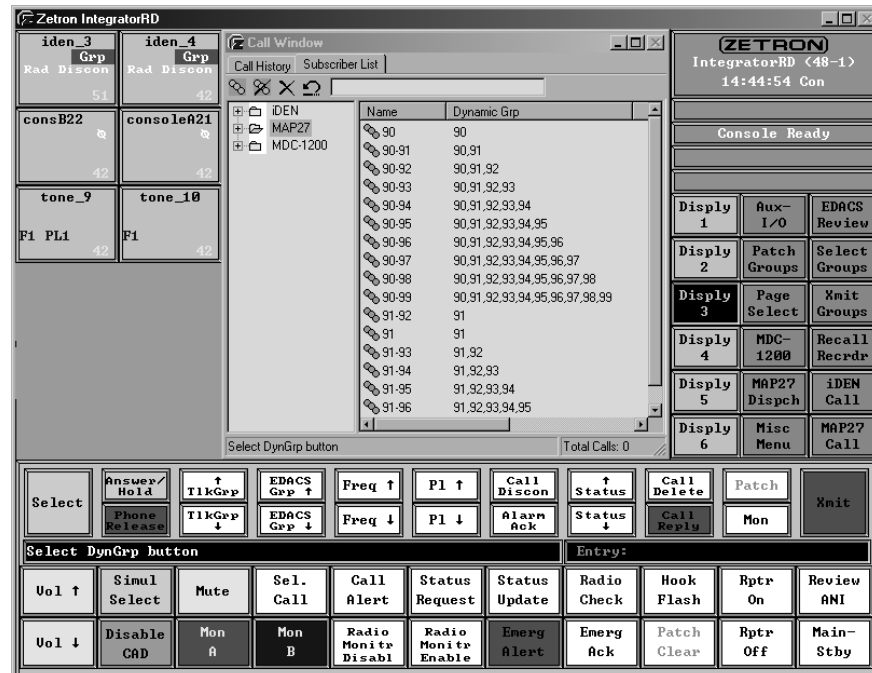 Zetron IntegratorRD
iden_3
Grp
Rad Discon
51
iden_4
Grp
Rad Discon
42
consB22
42
consoleA21
42
tone_9
F1 PL1
42
tone_10
F1
42
Call Window
Call History
Subscriber List
iDEN
MAP27
MDC-1200
Name Dynamic Grp
90 90
90-91 90,91
90-92 90,91,92
90-93 90,91,92,93
90-94 90,91,92,93,94
90-95 90,91,92,93,94,95
90-96 90,91,92,93,94,95,96
90-97 90,91,92,93,94,95,96,97
90-98 90,91,92,93,94,95,96,97,98
90-99 90,91,92,93,94,95,96,97,98,99
91-92 91
91 91
91-93 91,92
91-94 91,92,93
91-95 91,92,93,94
91-96 91,92,93,94,95
Select DynGrp button
Total Calls: 0
ZETRON
IntegratorRD (48-1)
14:44:54 Con
Console Ready
Disply
1
Aux-
I/O
EDACS
Review
Disply
2
Patch
Groups
Select
Groups
Disply
3
Page
Select
Xmit
Groups
Disply
4
MDC-
1200
Recall
Recrdr
Disply
5
MAP27
Dispch
iDEN
Call
Disply
6
Misc
Menu
MAP27
Call
Select
Answer/
Hold
↑
TlkGrp
EDACS
Grp ↑
Freq ↑
Pl ↑
Call
Discon
↑
Status
Call
Delete
Patch
Xmit
Phone
Release
TlkGrp
↓
EDACS
Grp ↓
Freq ↓
Pl ↓
Alarm
Ack
Status
↓
Call
Reply
Mon
Select DynGrp button
Entry:
Vol ↑
Simul
Select
Mute
Sel.
Call
Call
Alert
Status
Request
Status
Update
Radio
Check
Hook
Flash
Rptr
On
Review
ANI
Vol ↓
Disable
CAD
Mon
A
Mon
B
Radio
Monitr
Disabl
Radio
Monitr
Enable
Emerg
Alert
Emerg
Ack
Patch
Clear
Rptr
Off
Main-
Stby